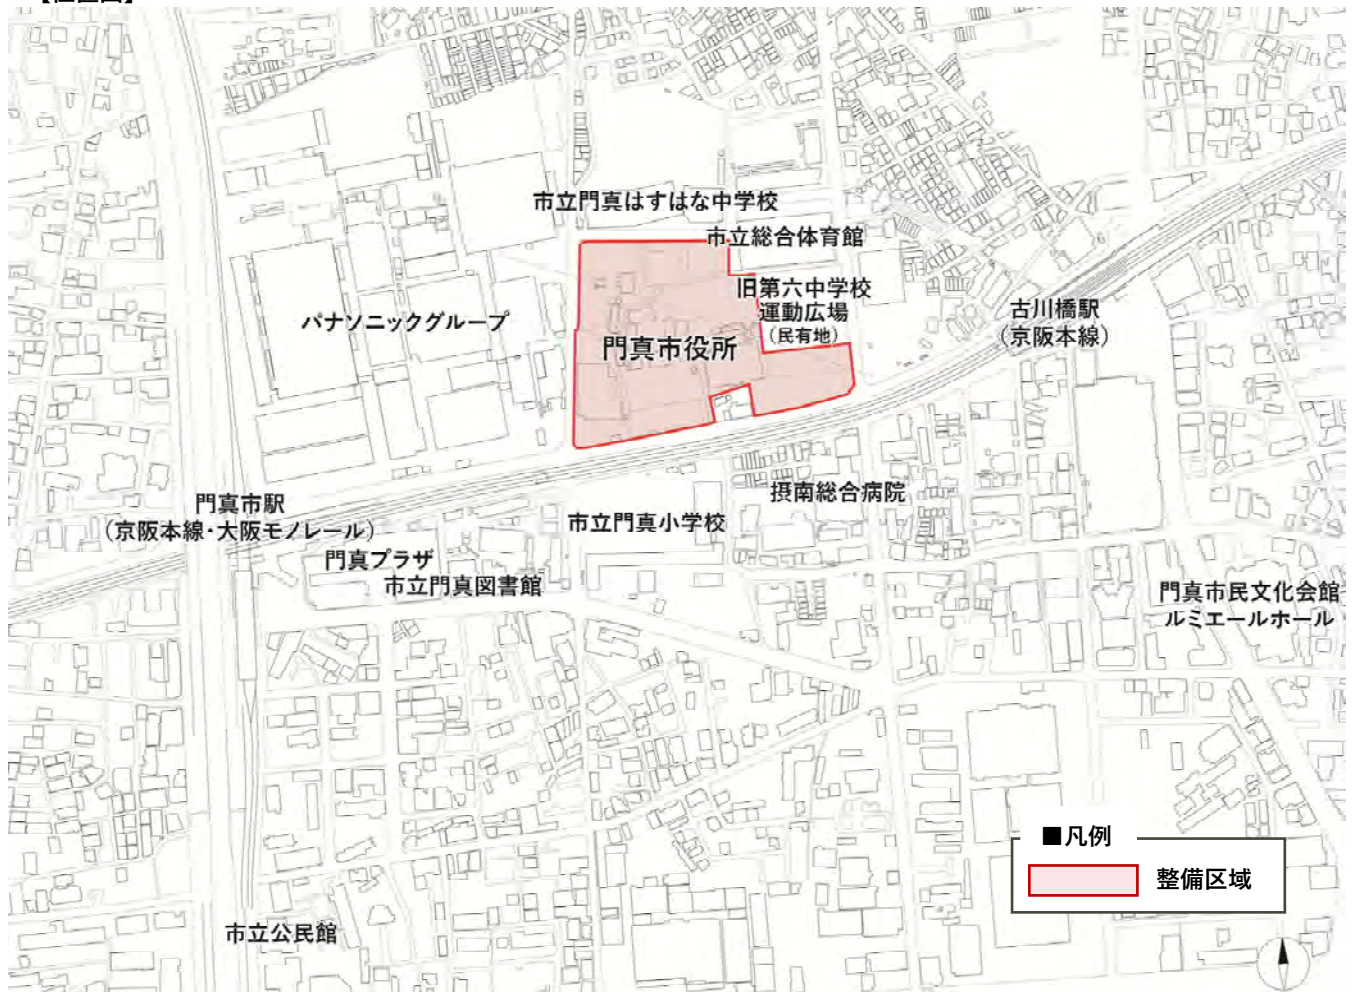 市立門真はすはな中学校
市立総合体育館
旧第六中学校
運動広場
（民有地）
古川橋駅
（京阪本線）
パナソニックグループ
門真市役所
門真市駅
（京阪本線・大阪モノレール）
摂南総合病院
市立門真小学校
門真プラザ
市立門真図書館
門真市民文化会館
ルミエールホール
■凡例
整備区域
市立公民館